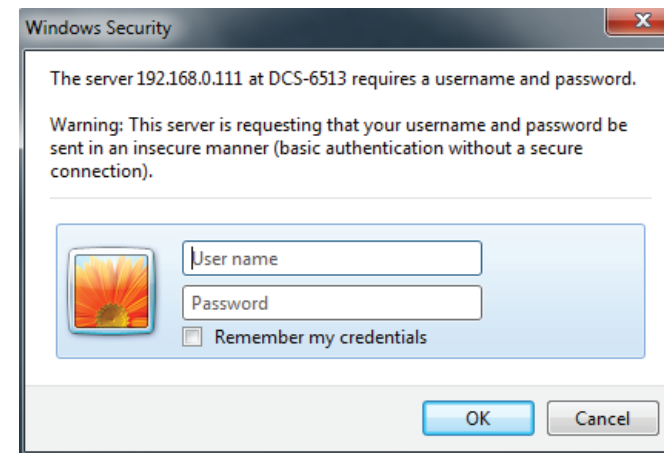 Windows Security
The server 192.168.0.111 at DCS-6513 requires a username and password.
Warning: This server is requesting that your username and password be
sent in an insecure manner (basic authentication without a secure
connection).
User name
Password
Remember my credentials
OK Cancel